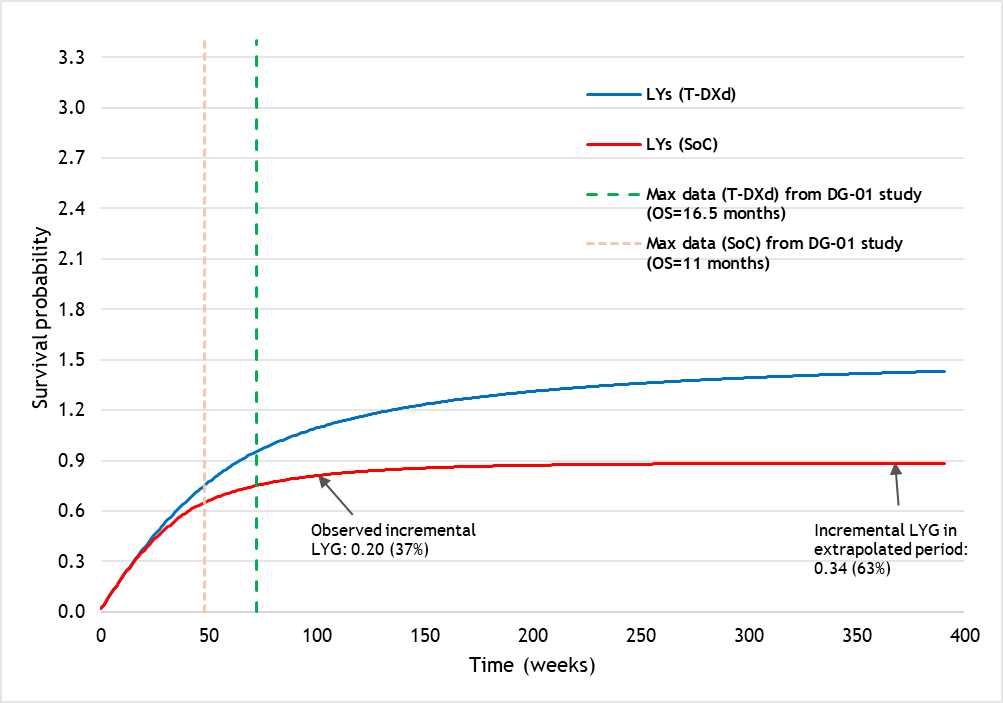 3.3
3.0
2.7
2.4
2.1
1.8
1.5
1.2
0.9
0.6
0.3
0.0
Survival probability
LYs (T-DXd)
LYs (SoC)
Max data (T-DXd) from DG-01 study
(OS=16.5 months)
Max data (SoC) from DG-01 study
(OS=11 months)
Observed incremental
LYG: 0.20 (37%)
Incremental LYG in
extrapolated period:
0.34 (63%)
0 50 100 150 200 250 300 350 400
Time (weeks)